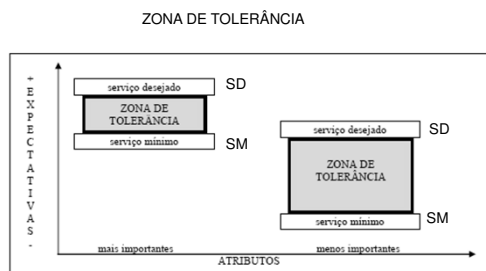 ZONA DE TOLERÂNCIA
+ EXPECTATIVAS -
serviço desejado SD
ZONA DE
TOLERÂNCIA
serviço mínimo SM
serviço desejado SD
ZONA DE
TOLERÂNCIA
serviço mínimo SM
mais importantes
menos importantes
ATRIBUTOS